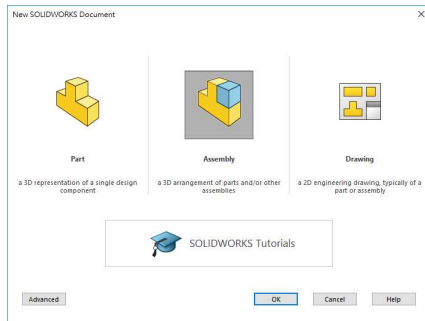 New SOLIDWORKS Document
Part
Assembly
Drawing
a 3D representation of a single design
component
a 3D arrangement of parts and/or other
assemblies
a 2D engineering drawing, typically of a
part or assembly
SOLIDWORKS Tutorials
Advanced
OK
Cancel
Help